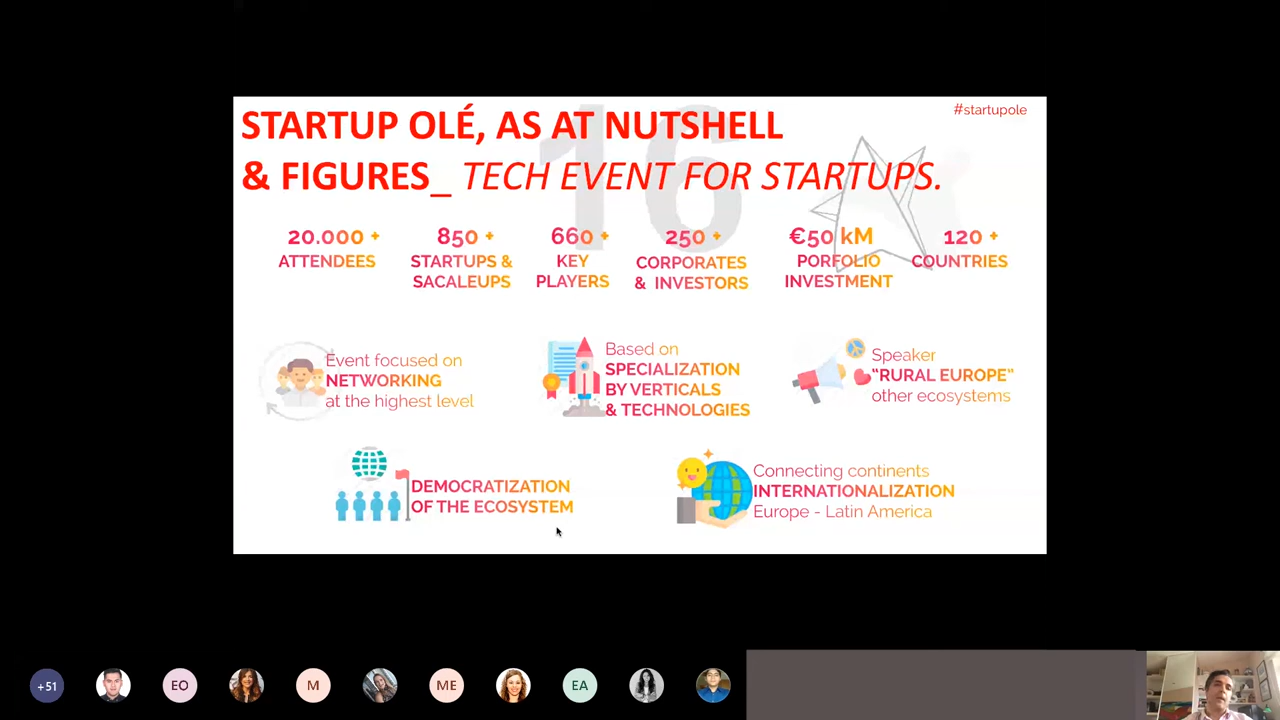 STARTUP OLÉ, AS AT NUTSHELL
& FIGURES_ TECH EVENT FOR STARTUPS.
#startupole
16
20.000 +
ATTENDEES
850 +
STARTUPS &
SACALEUPS
660 +
KEY
PLAYERS
250 +
CORPORATES
& INVESTORS
€50 kM
PORFOLIO
INVESTMENT
120 +
COUNTRIES
Event focused on
NETWORKING
at the highest level
Based on
SPECIALIZATION
BY VERTICALS
& TECHNOLOGIES
Speaker
"RURAL EUROPE"
other ecosystems
DEMOCRATIZATION
OF THE ECOSYSTEM
Connecting continents
INTERNATIONALIZATION
Europe - Latin America
+51
EO
M
ME
EA